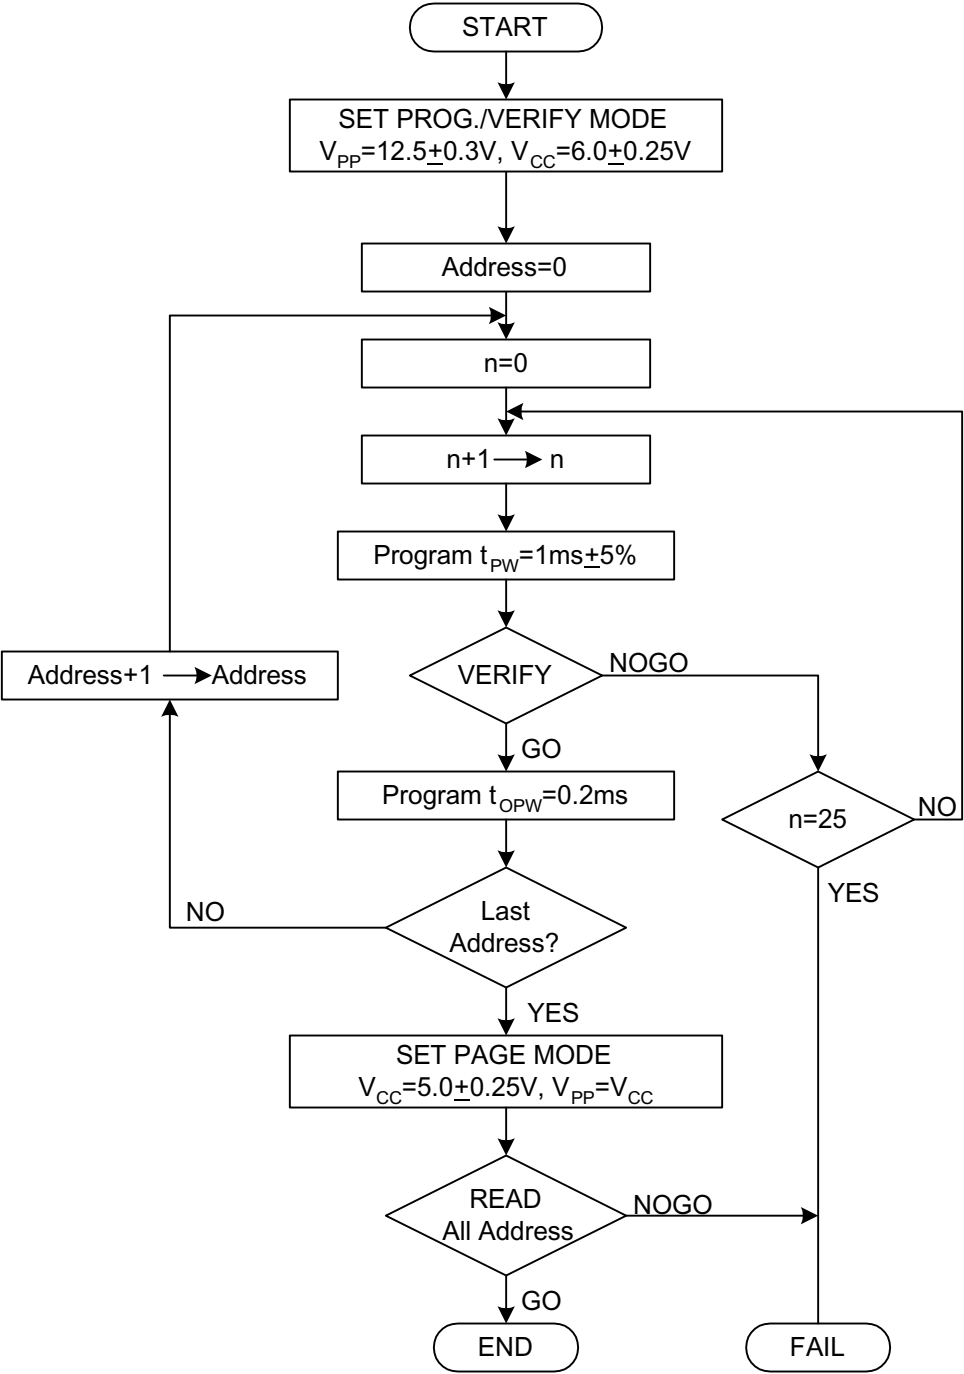 START
SET PROG./VERIFY MODE
VPP=12.5±0.3V, VCC=6.0±0.25V
Address=0
n=0
n+1→n
Program tPW=1ms±5%
VERIFY
NOGO
GO
Address+1→Address
Program tOPW=0.2ms
n=25
NO
YES
Last
Address?
NO
YES
SET PAGE MODE
VCC=5.0±0.25V, VPP=VCC
READ
All Address
NOGO
GO
END
FAIL